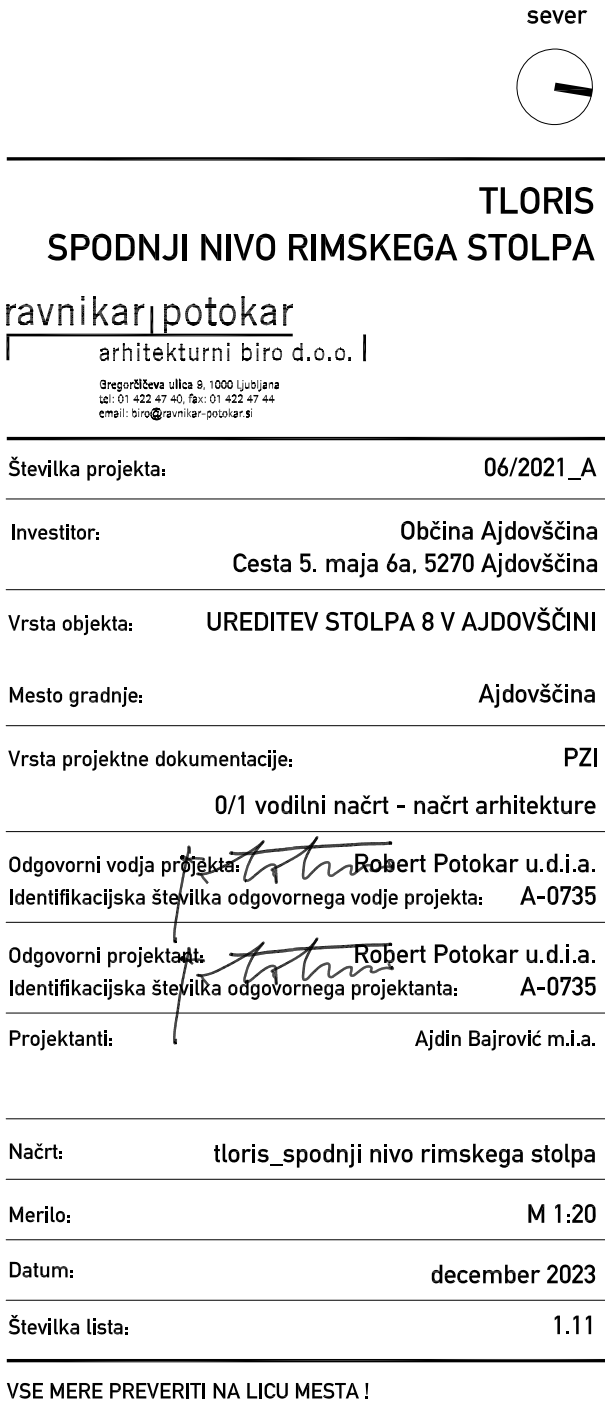 sever
TLORIS
SPODNJI NIVO RIMSKEGA STOLPA
ravnikar potokar
arhitekturni biro d.o.o.
Gregorčičeva ulica 9, 1000 Ljubljana
tel: 01 422 47 40, fax: 01 422 47 44
email: biro@ravnikar-potokar.si
Številka projekta: 06/2021_A
Investitor: Občina Ajdovščina
Cesta 5. maja 6a, 5270 Ajdovščina
Vrsta objekta: UREDITEV STOLPA 8 V AJDOVŠČINI
Mesto gradnje: Ajdovščina
Vrsta projektne dokumentacije: PZI
0/1 vodilni načrt - načrt arhitekture
Odgovorni vodja projekta: Robert Potokar u.d.i.a.
Identifikacijska številka odgovornega vodje projekta: A-0735
Odgovorni projektant: Robert Potokar u.d.i.a.
Identifikacijska številka odgovornega projektanta: A-0735
Projektanti: Ajdin Bajrović m.i.a.
Načrt: tloris_spodnji nivo rimskega stolpa
Merilo: M 1:20
Datum: december 2023
Številka lista: 1.11
VSE MERE PREVERITI NA LICU MESTA !